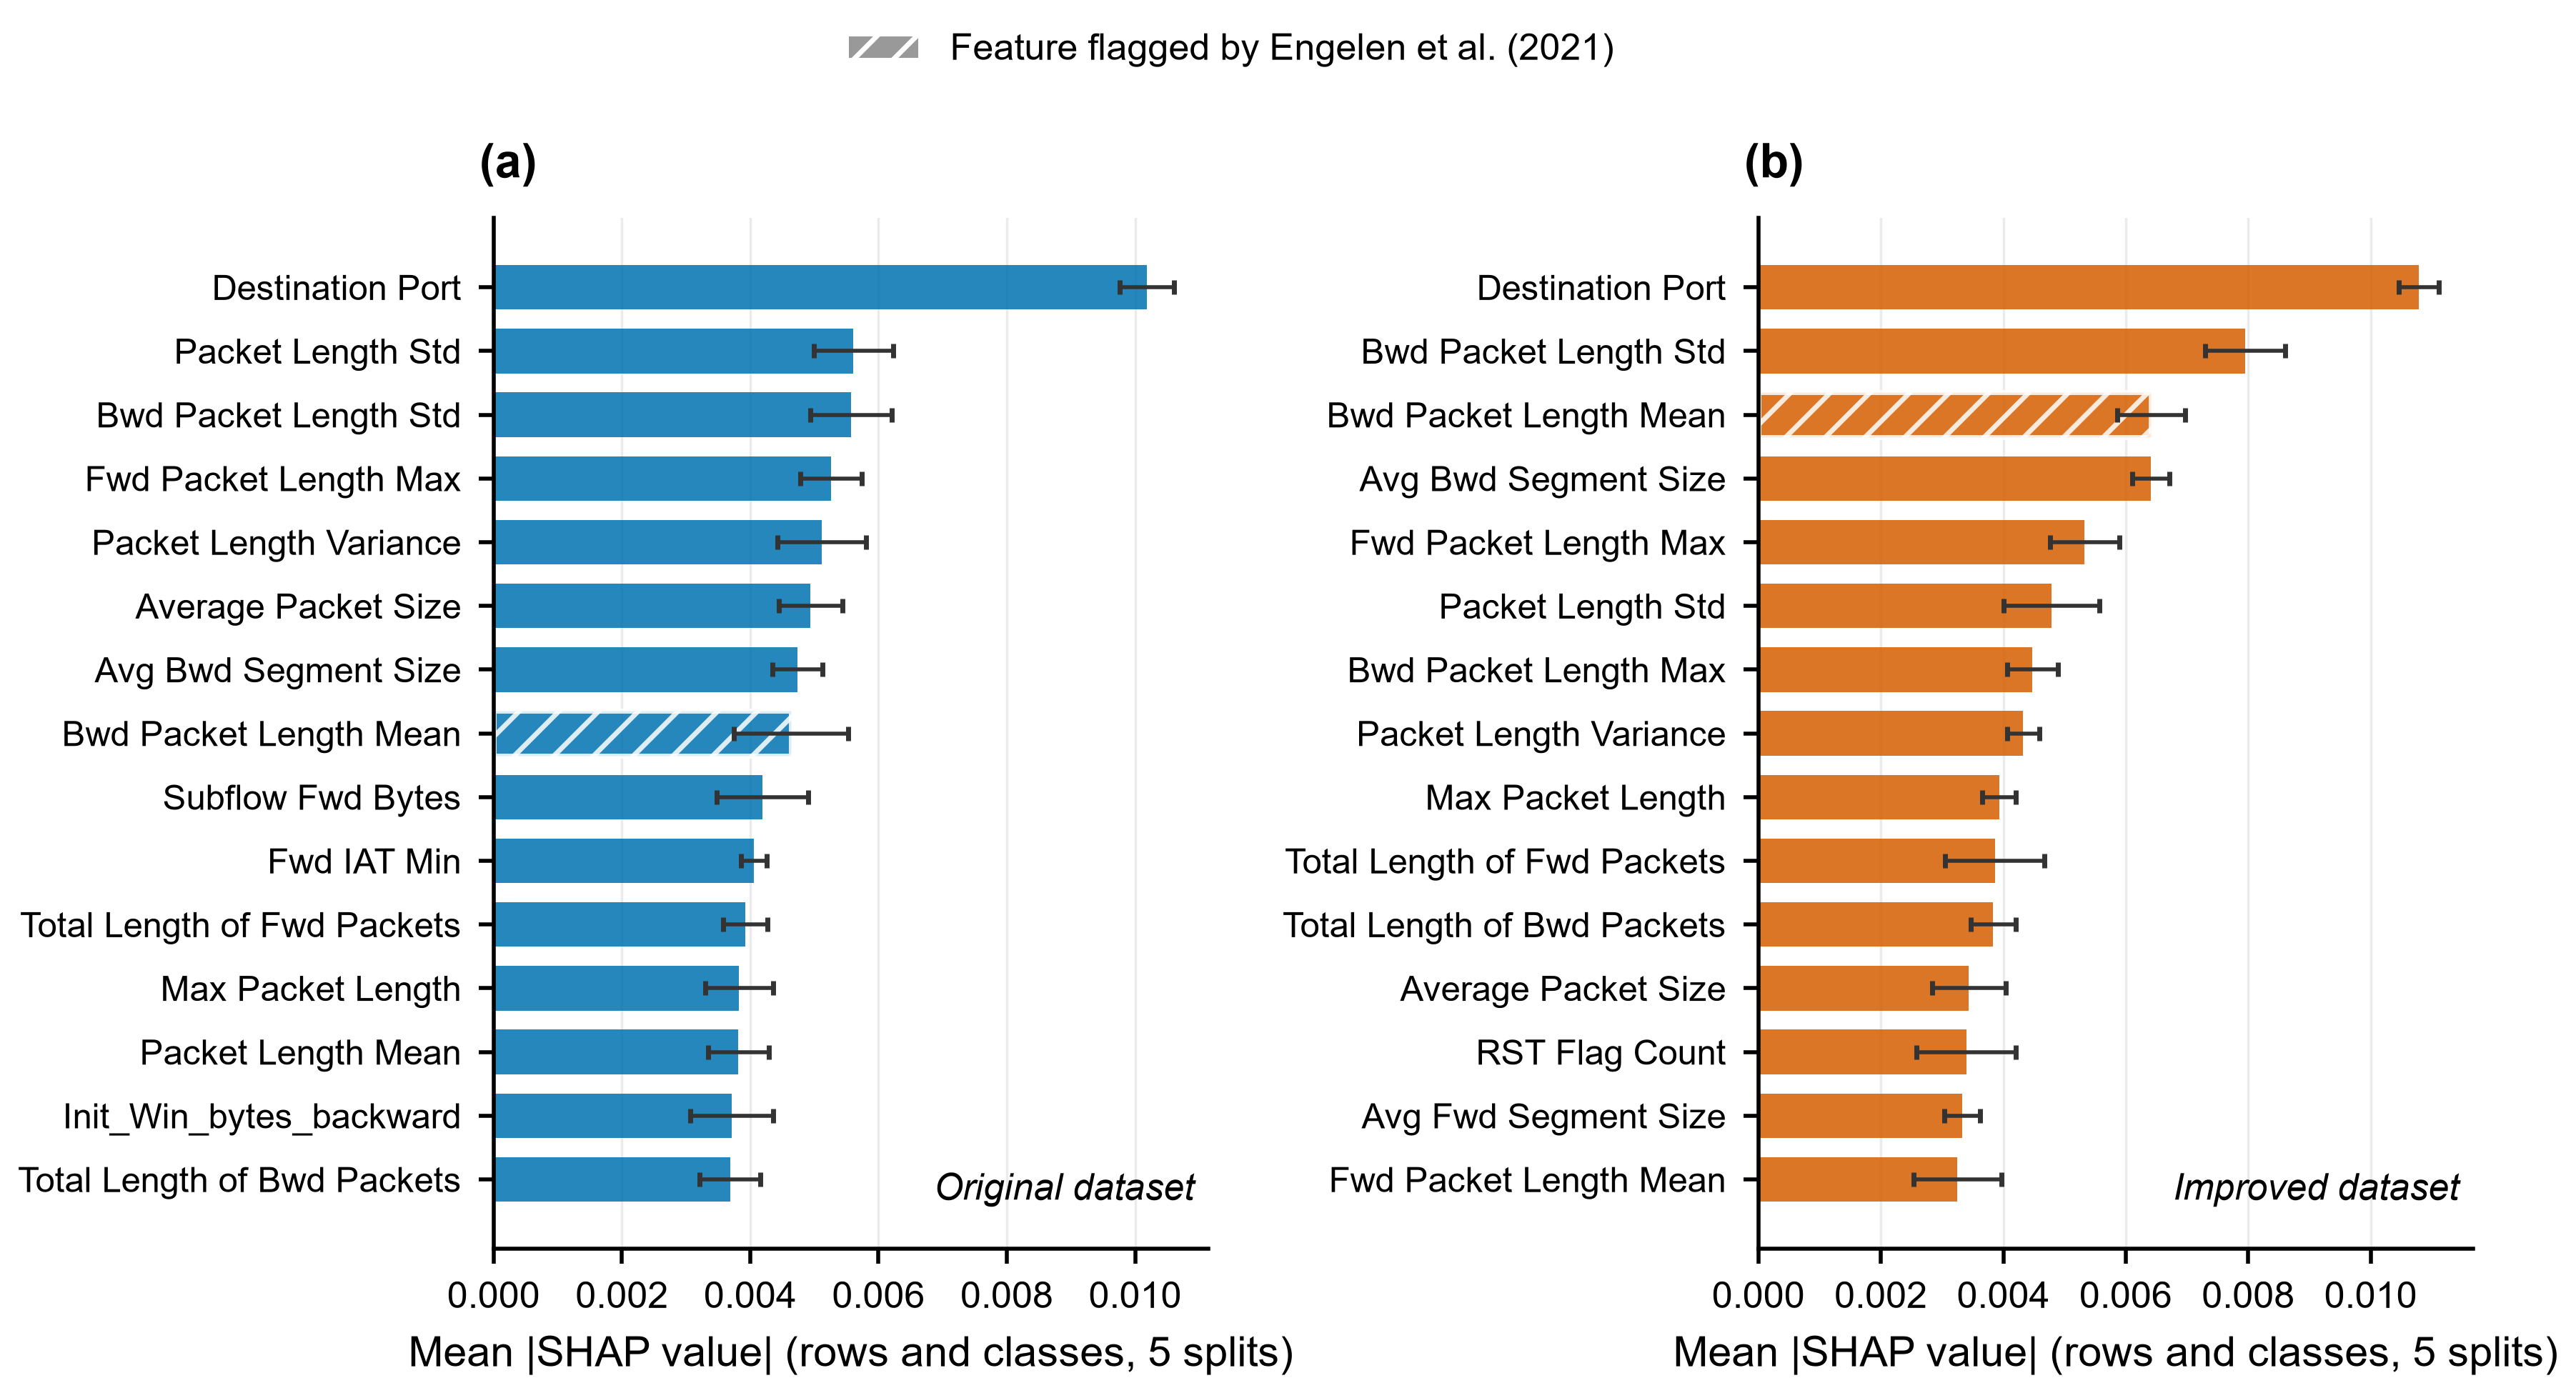 Feature flagged by Engelen et al. (2021)
(a)
Destination Port
Packet Length Std
Bwd Packet Length Std
Fwd Packet Length Max
Packet Length Variance
Average Packet Size
Avg Bwd Segment Size
Bwd Packet Length Mean
Subflow Fwd Bytes
Fwd IAT Min
Total Length of Fwd Packets
Max Packet Length
Packet Length Mean
Init_Win_bytes_backward
Total Length of Bwd Packets
Original dataset
0.000 0.002 0.004 0.006 0.008 0.010
Mean |SHAP value| (rows and classes, 5 splits)
(b)
Destination Port
Bwd Packet Length Std
Bwd Packet Length Mean
Avg Bwd Segment Size
Fwd Packet Length Max
Packet Length Std
Bwd Packet Length Max
Packet Length Variance
Max Packet Length
Total Length of Fwd Packets
Total Length of Bwd Packets
Average Packet Size
RST Flag Count
Avg Fwd Segment Size
Fwd Packet Length Mean
Improved dataset
0.000 0.002 0.004 0.006 0.008 0.010
Mean |SHAP value| (rows and classes, 5 splits)